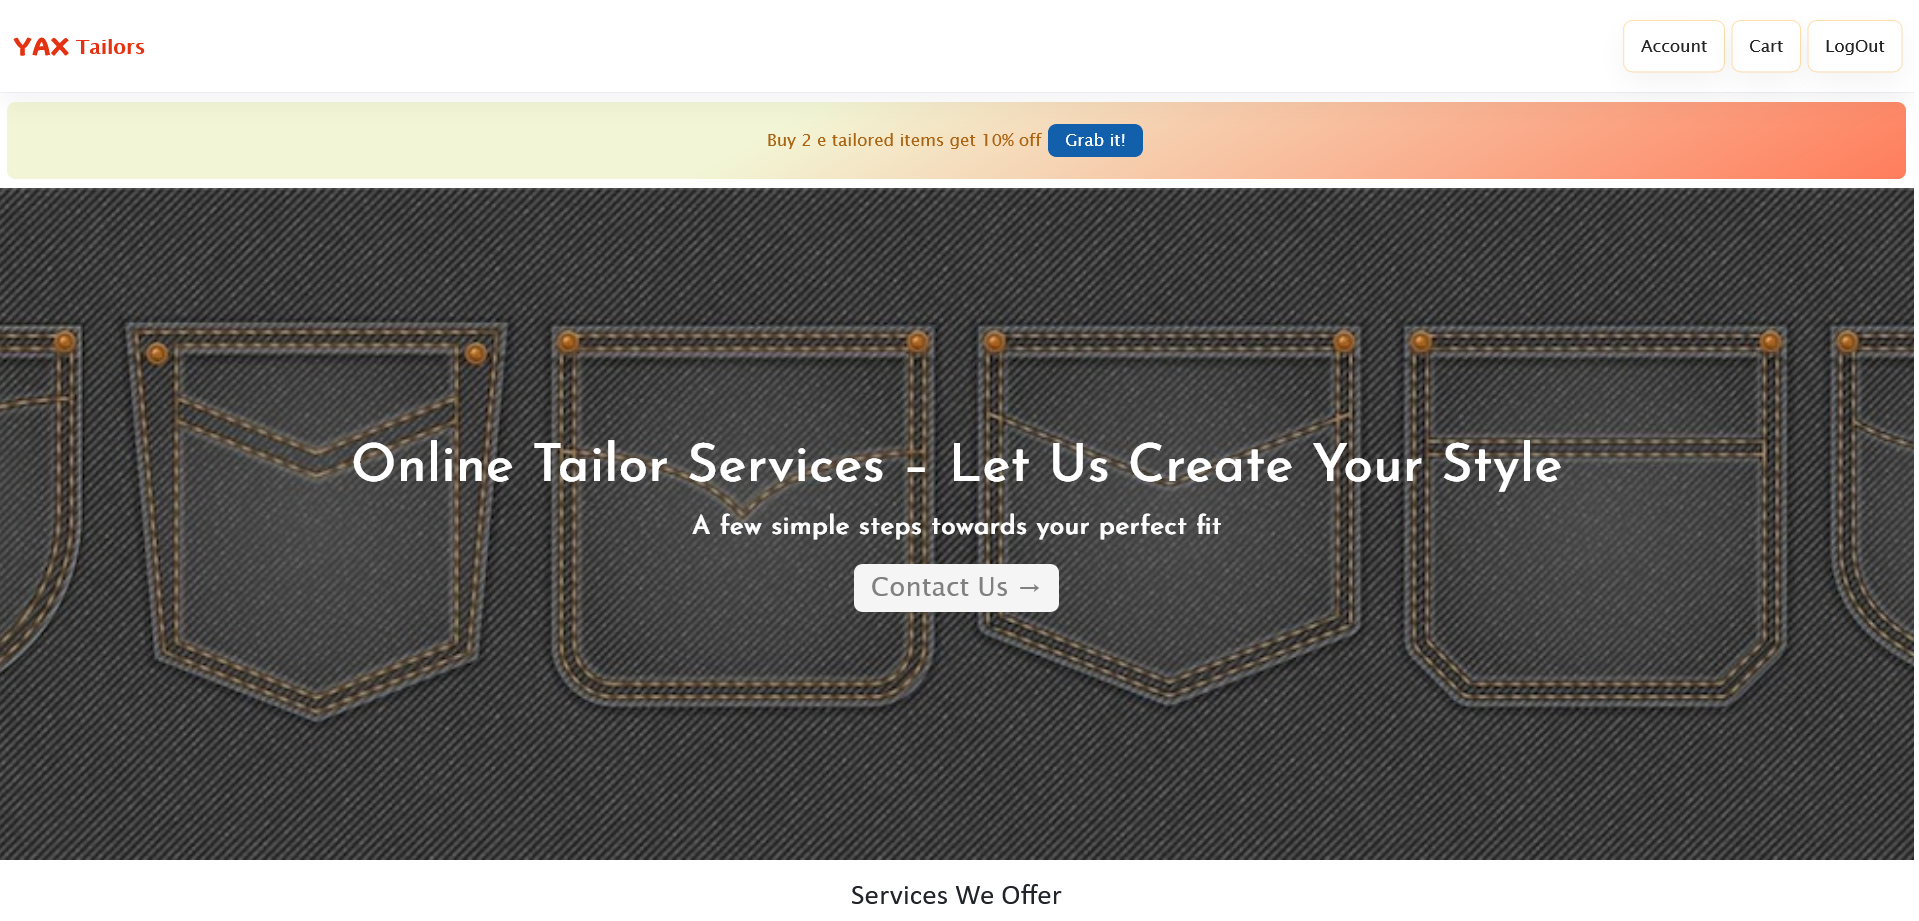 YAX Tailors
Account Cart LogOut
Buy 2 e tailored items get 10% off Grab it!
Online Tailor Services – Let Us Create Your Style
A few simple steps towards your perfect fit
Contact Us →
Services We Offer